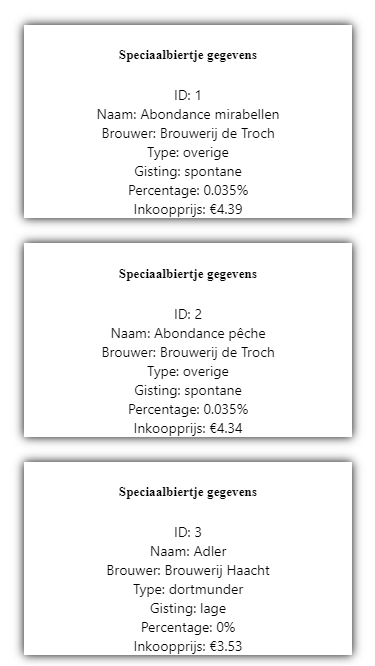 Speciaalbiertje gegevens
ID: 1
Naam: Abondance mirabellen
Brouwer: Brouwerij de Troch
Type: overige
Gisting: spontane
Percentage: 0.035%
Inkoopprijs: €4.39
Speciaalbiertje gegevens
ID: 2
Naam: Abondance pêche
Brouwer: Brouwerij de Troch
Type: overige
Gisting: spontane
Percentage: 0.035%
Inkoopprijs: €4.34
Speciaalbiertje gegevens
ID: 3
Naam: Adler
Brouwer: Brouwerij Haacht
Type: dortmunder
Gisting: lage
Percentage: 0%
Inkoopprijs: €3.53